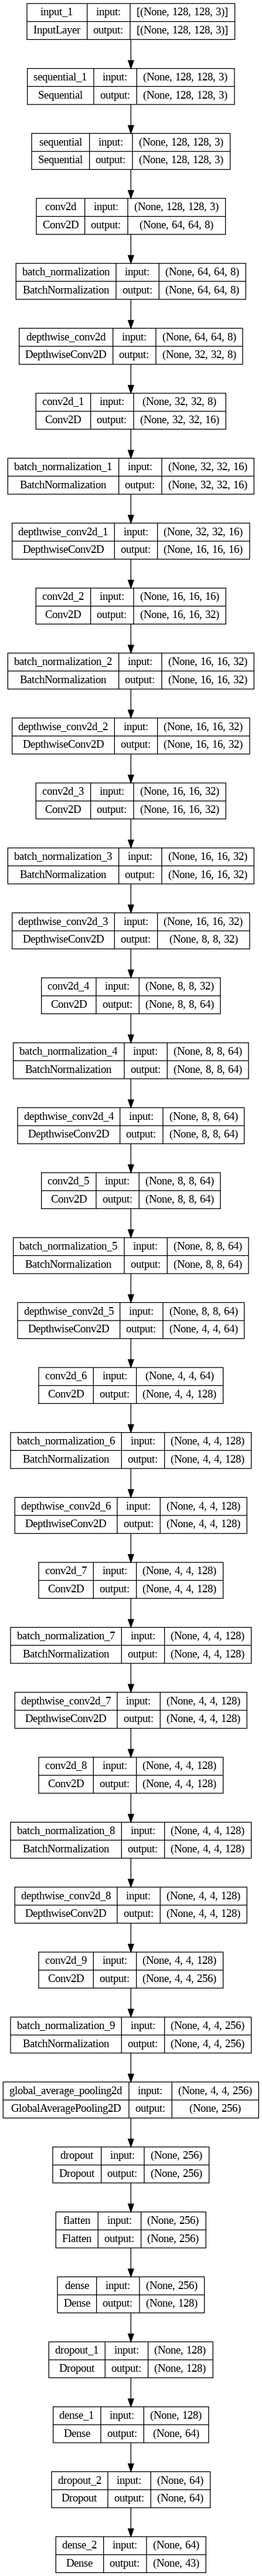 input_1 input: [(None, 128, 128, 3)]
InputLayer output: [(None, 128, 128, 3)]
sequential_1 input: (None, 128, 128, 3)
Sequential output: (None, 128, 128, 3)
sequential input: (None, 128, 128, 3)
Sequential output: (None, 128, 128, 3)
conv2d input: (None, 128, 128, 3)
Conv2D output: (None, 64, 64, 8)
batch_normalization input: (None, 64, 64, 8)
BatchNormalization output: (None, 64, 64, 8)
depthwise_conv2d input: (None, 64, 64, 8)
DepthwiseConv2D output: (None, 32, 32, 8)
conv2d_1 input: (None, 32, 32, 8)
Conv2D output: (None, 32, 32, 16)
batch_normalization_1 input: (None, 32, 32, 16)
BatchNormalization output: (None, 32, 32, 16)
depthwise_conv2d_1 input: (None, 32, 32, 16)
DepthwiseConv2D output: (None, 16, 16, 16)
conv2d_2 input: (None, 16, 16, 16)
Conv2D output: (None, 16, 16, 32)
batch_normalization_2 input: (None, 16, 16, 32)
BatchNormalization output: (None, 16, 16, 32)
depthwise_conv2d_2 input: (None, 16, 16, 32)
DepthwiseConv2D output: (None, 16, 16, 32)
conv2d_3 input: (None, 16, 16, 32)
Conv2D output: (None, 16, 16, 32)
batch_normalization_3 input: (None, 16, 16, 32)
BatchNormalization output: (None, 16, 16, 32)
depthwise_conv2d_3 input: (None, 16, 16, 32)
DepthwiseConv2D output: (None, 8, 8, 32)
conv2d_4 input: (None, 8, 8, 32)
Conv2D output: (None, 8, 8, 64)
batch_normalization_4 input: (None, 8, 8, 64)
BatchNormalization output: (None, 8, 8, 64)
depthwise_conv2d_4 input: (None, 8, 8, 64)
DepthwiseConv2D output: (None, 8, 8, 64)
conv2d_5 input: (None, 8, 8, 64)
Conv2D output: (None, 8, 8, 64)
batch_normalization_5 input: (None, 8, 8, 64)
BatchNormalization output: (None, 8, 8, 64)
depthwise_conv2d_5 input: (None, 8, 8, 64)
DepthwiseConv2D output: (None, 4, 4, 64)
conv2d_6 input: (None, 4, 4, 64)
Conv2D output: (None, 4, 4, 128)
batch_normalization_6 input: (None, 4, 4, 128)
BatchNormalization output: (None, 4, 4, 128)
depthwise_conv2d_6 input: (None, 4, 4, 128)
DepthwiseConv2D output: (None, 4, 4, 128)
conv2d_7 input: (None, 4, 4, 128)
Conv2D output: (None, 4, 4, 128)
batch_normalization_7 input: (None, 4, 4, 128)
BatchNormalization output: (None, 4, 4, 128)
depthwise_conv2d_7 input: (None, 4, 4, 128)
DepthwiseConv2D output: (None, 4, 4, 128)
conv2d_8 input: (None, 4, 4, 128)
Conv2D output: (None, 4, 4, 128)
batch_normalization_8 input: (None, 4, 4, 128)
BatchNormalization output: (None, 4, 4, 128)
depthwise_conv2d_8 input: (None, 4, 4, 128)
DepthwiseConv2D output: (None, 4, 4, 128)
conv2d_9 input: (None, 4, 4, 128)
Conv2D output: (None, 4, 4, 256)
batch_normalization_9 input: (None, 4, 4, 256)
BatchNormalization output: (None, 4, 4, 256)
global_average_pooling2d input: (None, 4, 4, 256)
GlobalAveragePooling2D output: (None, 256)
dropout input: (None, 256)
Dropout output: (None, 256)
flatten input: (None, 256)
Flatten output: (None, 256)
dense input: (None, 256)
Dense output: (None, 128)
dropout_1 input: (None, 128)
Dropout output: (None, 128)
dense_1 input: (None, 128)
Dense output: (None, 64)
dropout_2 input: (None, 64)
Dropout output: (None, 64)
dense_2 input: (None, 64)
Dense output: (None, 43)